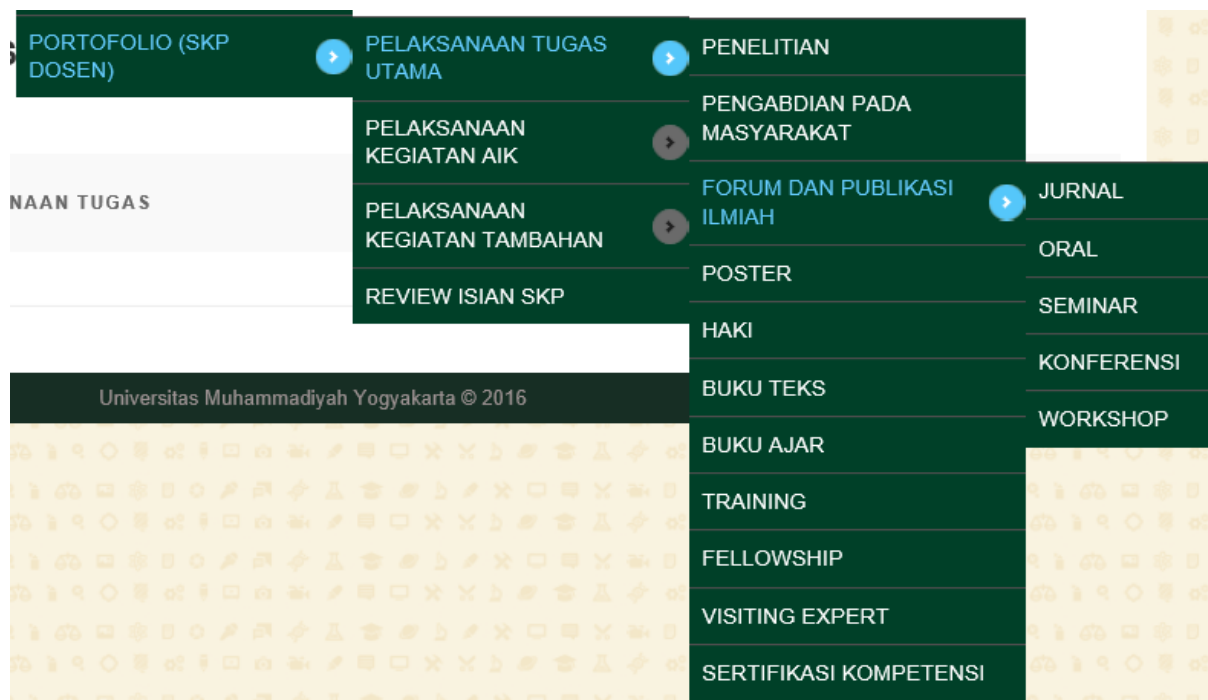 PORTOFOLIO (SKP
DOSEN)
PELAKSANAAN TUGAS
UTAMA
PELAKSANAAN
KEGIATAN AIK
PELAKSANAAN
KEGIATAN TAMBAHAN
REVIEW ISIAN SKP
PENELITIAN
PENGABDIAN PADA
MASYARAKAT
FORUM DAN PUBLIKASI
ILMIAH
POSTER
HAKI
BUKU TEKS
BUKU AJAR
TRAINING
FELLOWSHIP
VISITING EXPERT
SERTIFIKASI KOMPETENSI
JURNAL
ORAL
SEMINAR
KONFERENSI
WORKSHOP
NAAN TUGAS
Universitas Muhammadiyah Yogyakarta © 2016